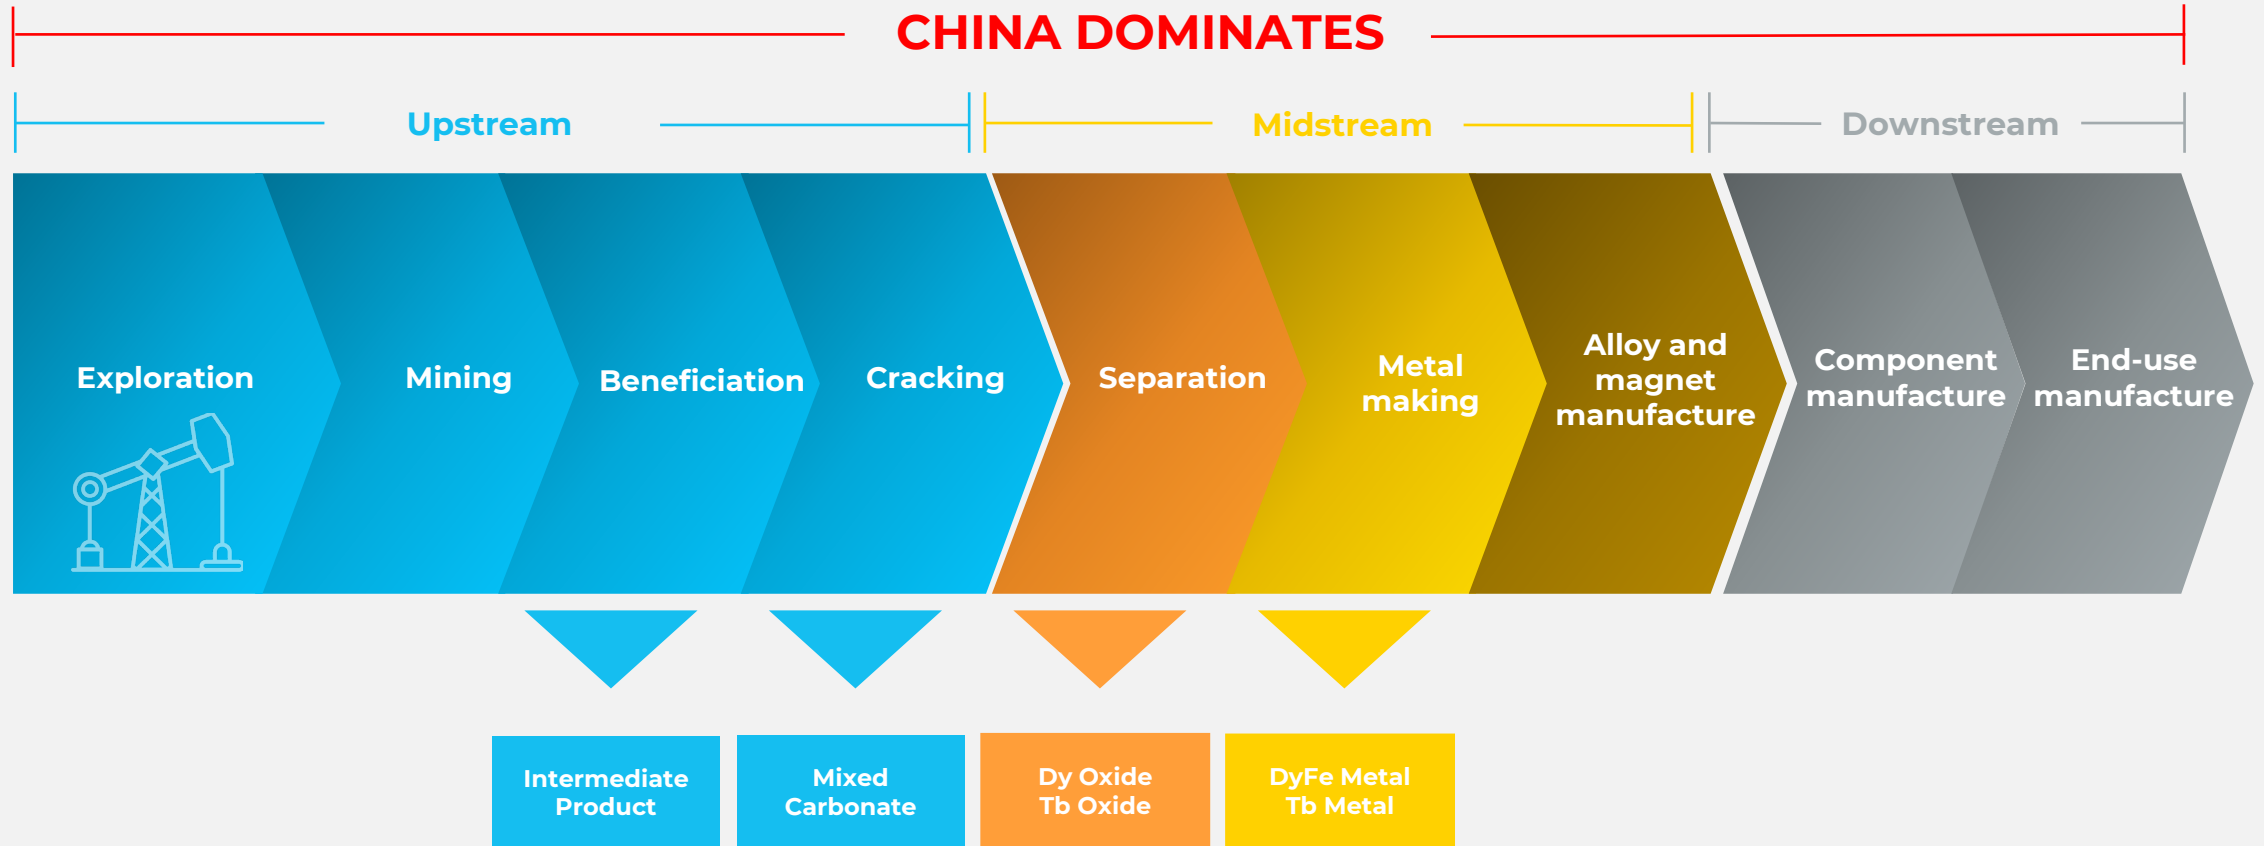 CHINA DOMINATES
Upstream
Midstream
Downstream
Exploration
Mining
Beneficiation
Cracking
Separation
Metal
making
Alloy and
magnet
manufacture
Component
manufacture
End-use
manufacture
Intermediate
Product
Mixed
Carbonate
Dy Oxide
Tb Oxide
DyFe Metal
Tb Metal